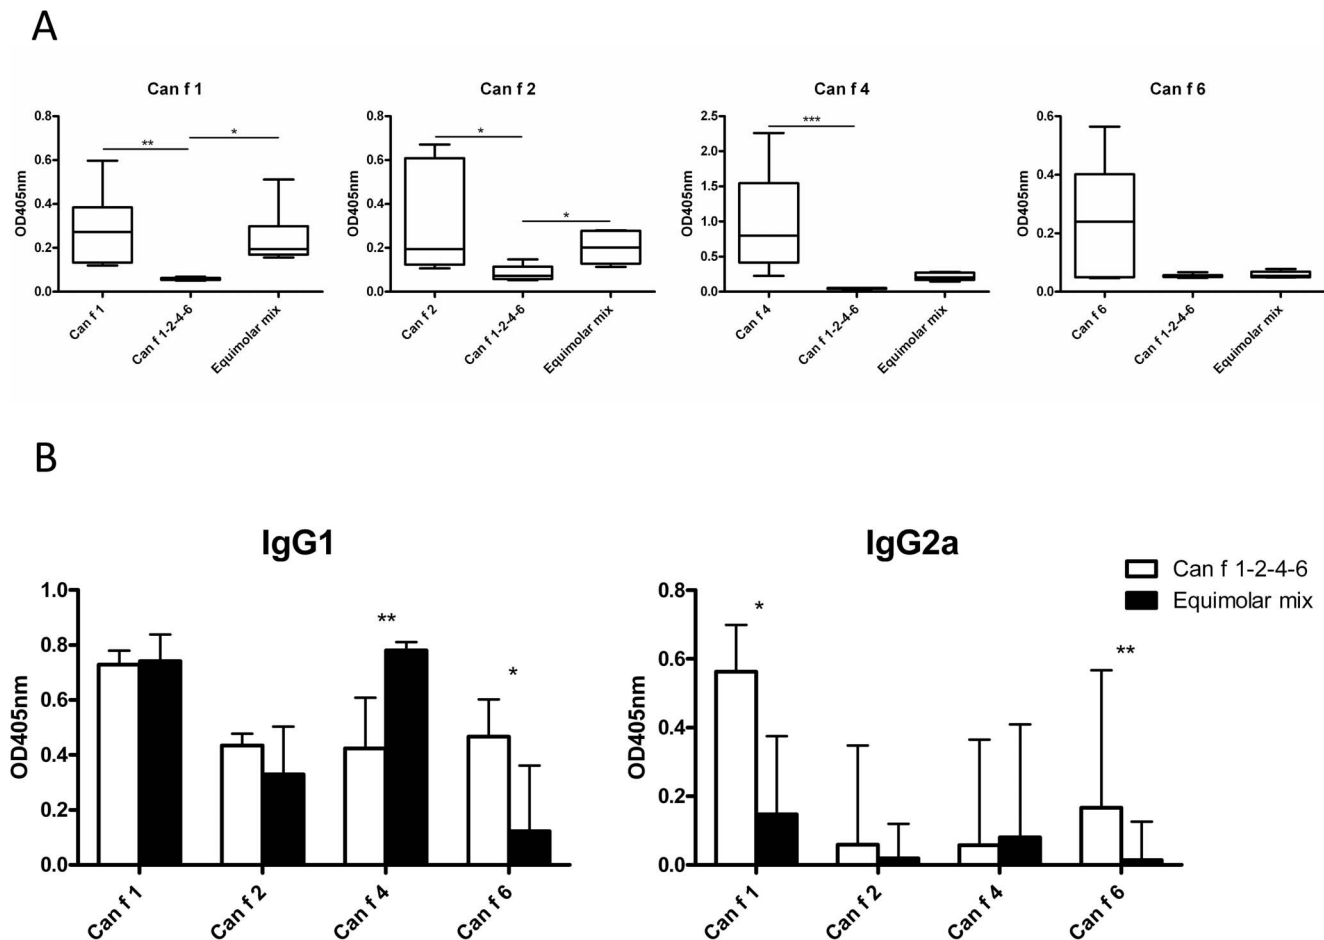 A
Can f 1
Can f 2
Can f 4
Can f 6
OD405nm
0.8
0.6
0.4
0.2
0.0
**
*
Can f 1
Can f 1-2-4-6
Equimolar mix
OD405nm
0.8
0.6
0.4
0.2
0.0
*
*
Can f 2
Can f 1-2-4-6
Equimolar mix
OD405nm
2.5
2.0
1.5
1.0
0.5
0.0
***
Can f 4
Can f 1-2-4-6
Equimolar mix
OD405nm
0.6
0.4
0.2
0.0
Can f 6
Can f 1-2-4-6
Equimolar mix
B
IgG1
OD405nm
1.0
0.8
0.6
0.4
0.2
0.0
**
*
Can f 1
Can f 2
Can f 4
Can f 6
IgG2a
OD405nm
0.8
0.6
0.4
0.2
0.0
*
**
Can f 1
Can f 2
Can f 4
Can f 6
Can f 1-2-4-6
Equimolar mix